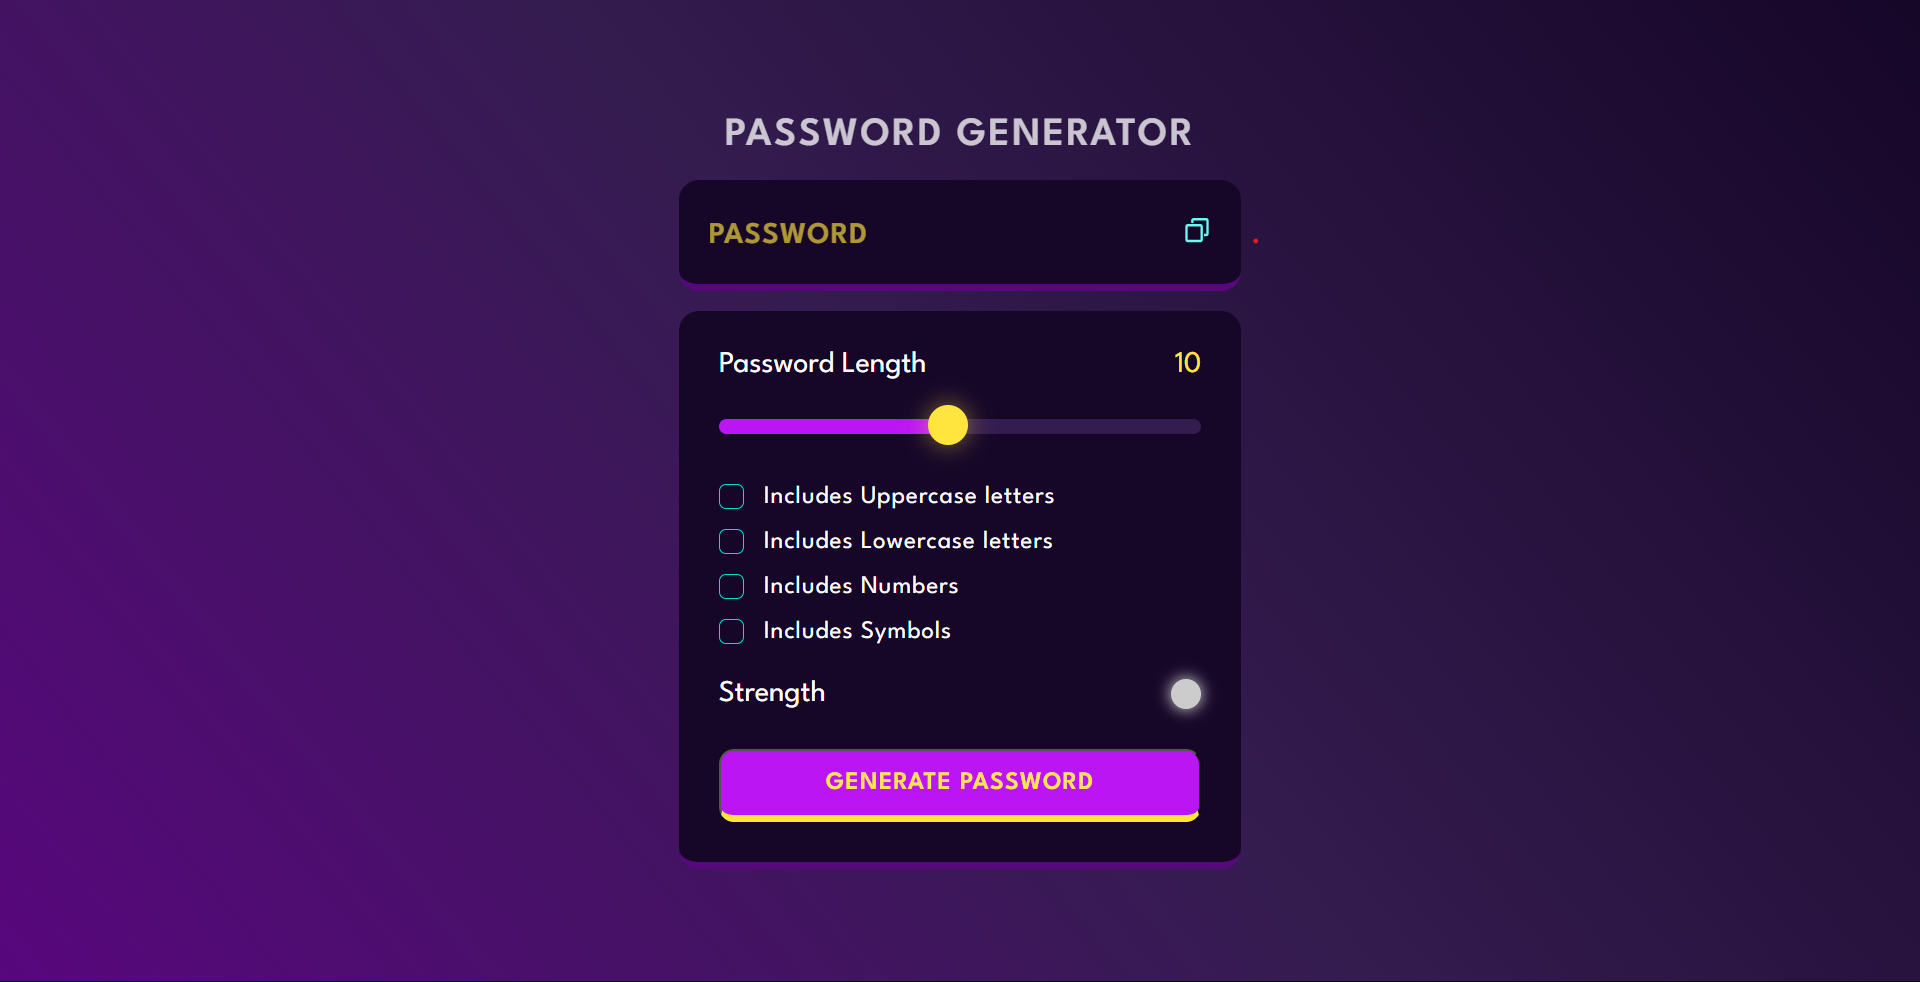 PASSWORD GENERATOR
PASSWORD
Password Length 10
Includes Uppercase letters
Includes Lowercase letters
Includes Numbers
Includes Symbols
Strength
GENERATE PASSWORD